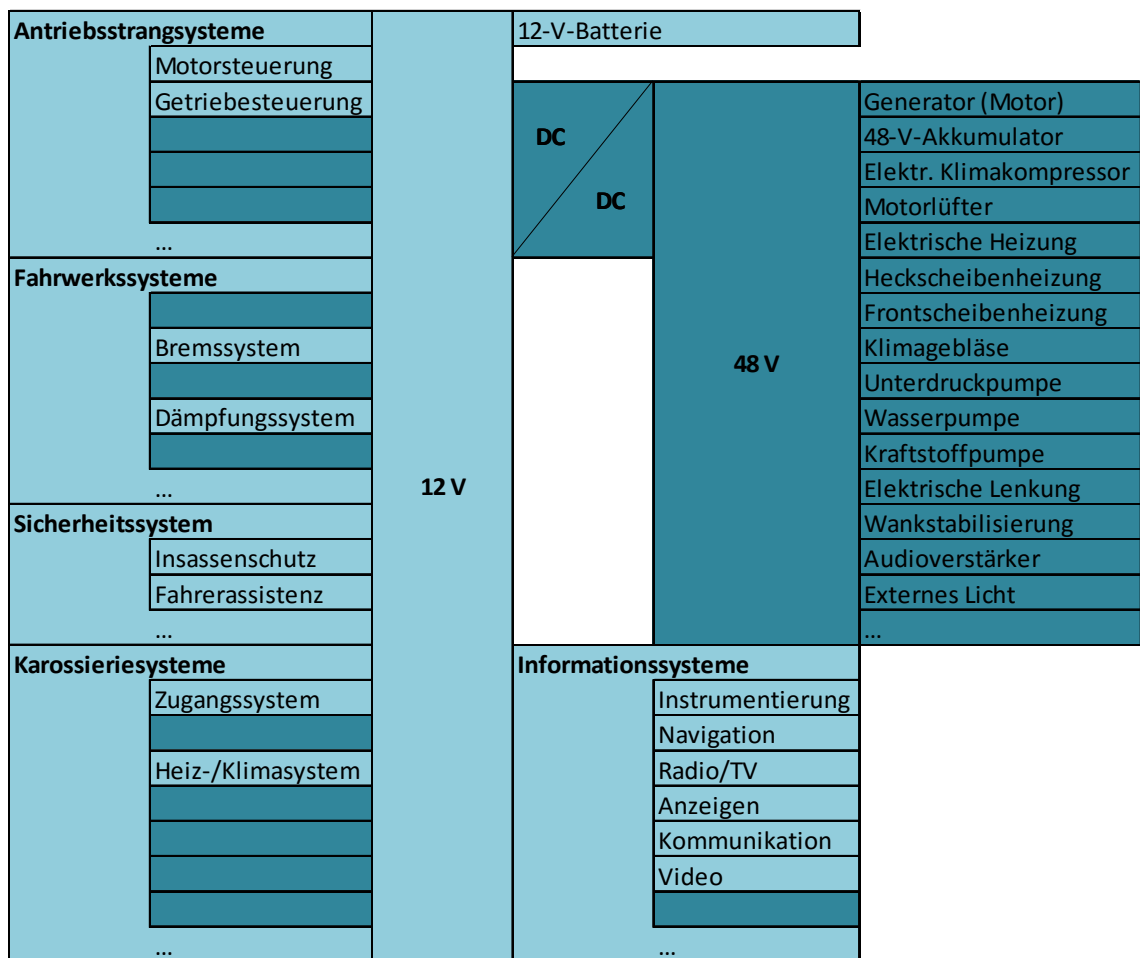 Antriebsstrangsysteme
Motorsteuerung
Getriebesteuerung
...
Fahrwerkssysteme
Bremssystem
Dämpfungssystem
...
Sicherheitssystem
Insassenschutz
Fahrerassistenz
...
Karossieriesysteme
Zugangssystem
Heiz-/Klimasystem
...
12 V
12-V-Batterie
DC
DC
48 V
Generator (Motor)
48-V-Akkumulator
Elektr. Klimakompressor
Motorlüfter
Elektrische Heizung
Heckscheibenheizung
Frontscheibenheizung
Klimagebläse
Unterdruckpumpe
Wasserpumpe
Kraftstoffpumpe
Elektrische Lenkung
Wankstabilisierung
Audioverstärker
Externes Licht
...
Informationssysteme
Instrumentierung
Navigation
Radio/TV
Anzeigen
Kommunikation
Video
...